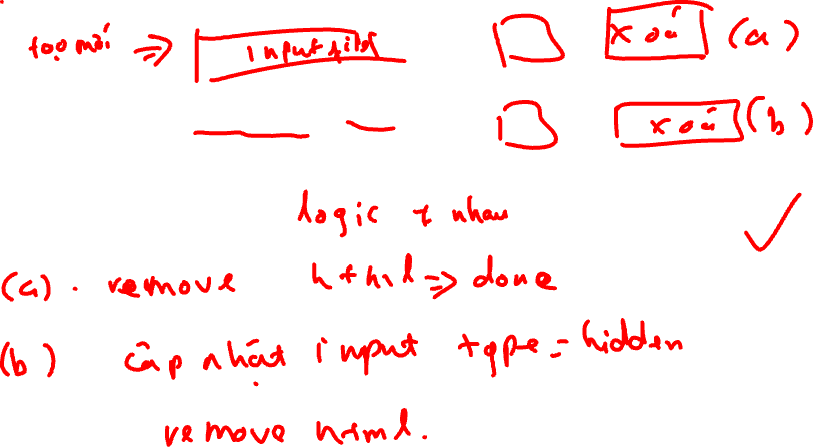 tạo mới => input field xoá (a)
xoá (b)
logic ≠ nhau
(a). remove html => done
(b) cập nhật input type = hidden
remove html.